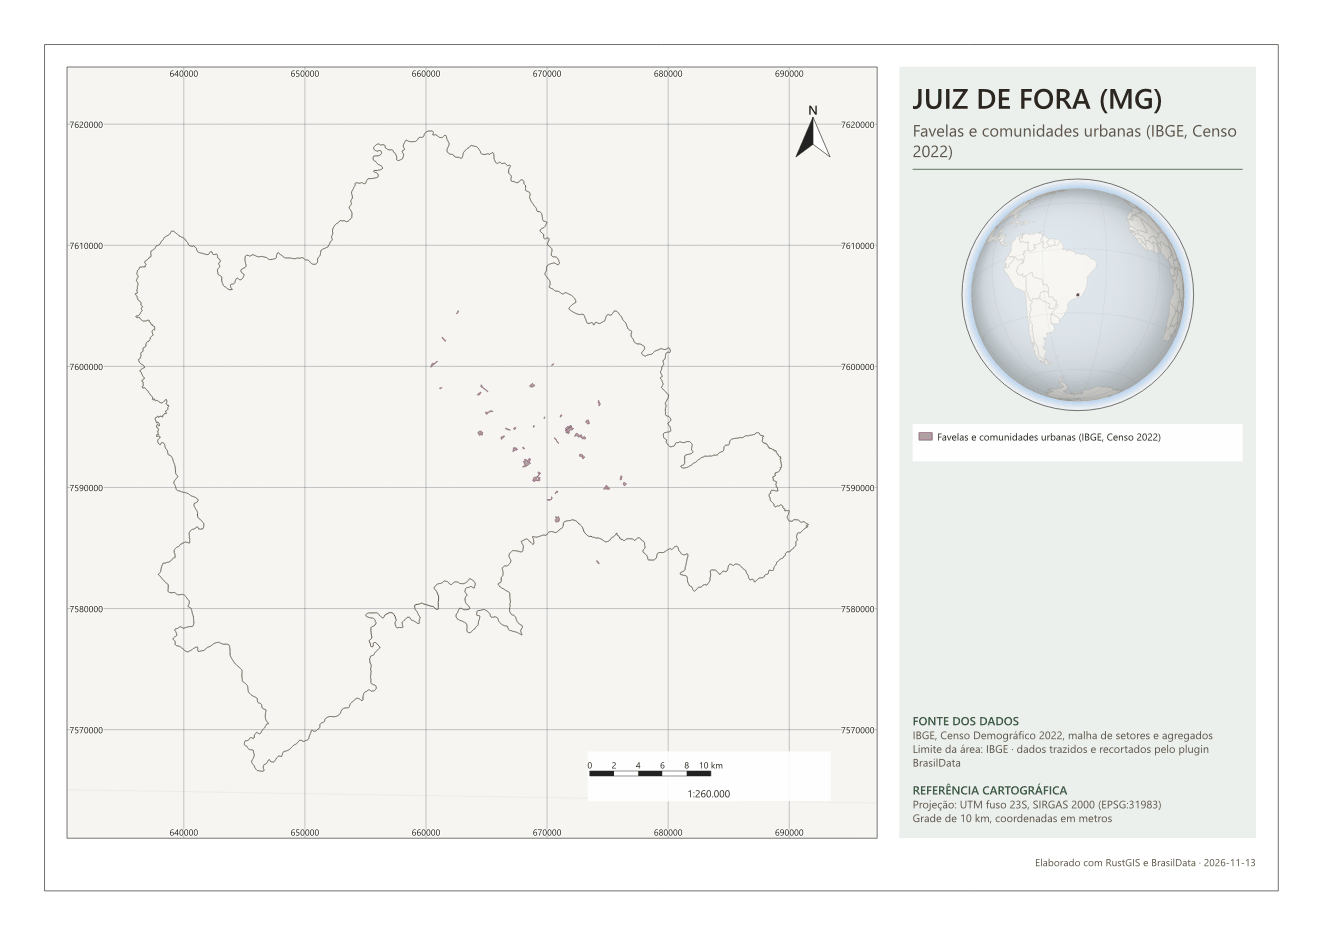 640000 650000 660000 670000 680000 690000
N
7620000 7620000
7610000 7610000
7600000 7600000
7590000 7590000
7580000 7580000
7570000 7570000
0 2 4 6 8 10 km
1:260.000
640000 650000 660000 670000 680000 690000
JUIZ DE FORA (MG)
Favelas e comunidades urbanas (IBGE, Censo
2022)
Favelas e comunidades urbanas (IBGE, Censo 2022)
FONTE DOS DADOS
IBGE, Censo Demográfico 2022, malha de setores e agregados
Limite da área: IBGE · dados trazidos e recortados pelo plugin
BrasilData
REFERÊNCIA CARTOGRÁFICA
Projeção: UTM fuso 23S, SIRGAS 2000 (EPSG:31983)
Grade de 10 km, coordenadas em metros
Elaborado com RustGIS e BrasilData · 2026-11-13